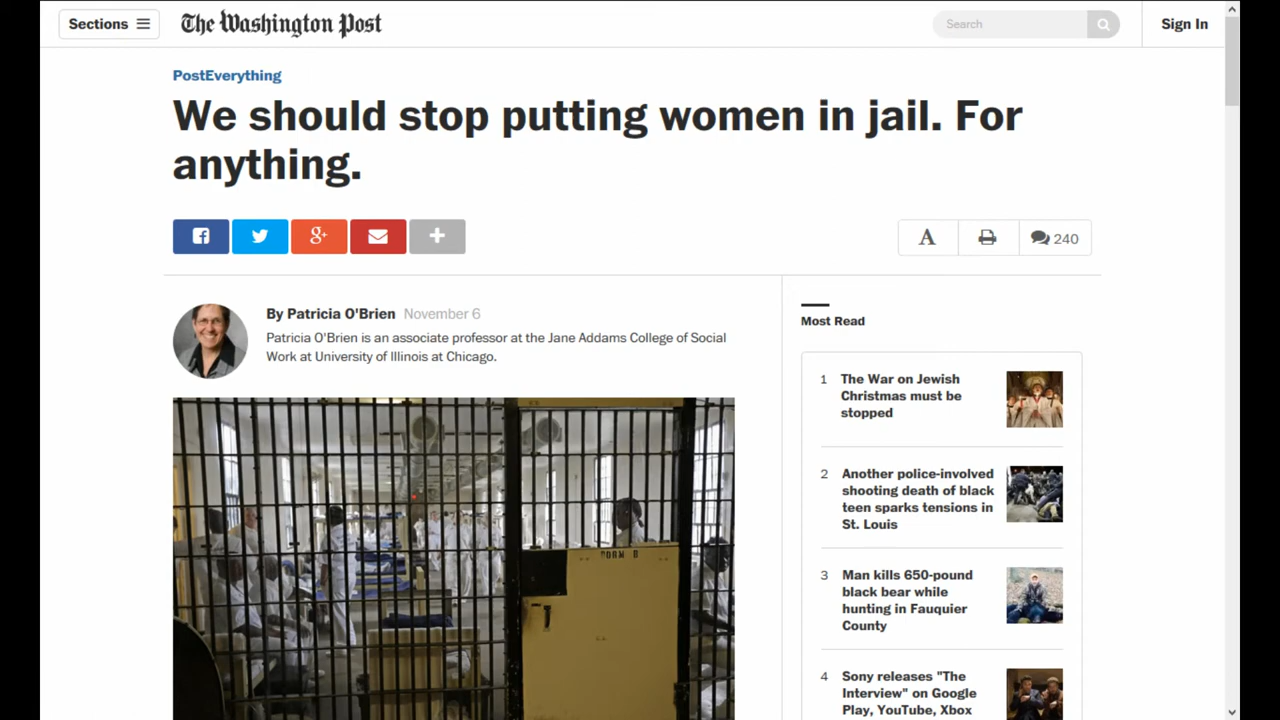 Sections
The Washington Post
Search
Sign In
PostEverything
We should stop putting women in jail. For
anything.
A
240
By Patricia O'Brien November 6
Patricia O'Brien is an associate professor at the Jane Addams College of Social
Work at University of Illinois at Chicago.
DORM D
Most Read
1 The War on Jewish
Christmas must be
stopped
2 Another police-involved
shooting death of black
teen sparks tensions in
St. Louis
3 Man kills 650-pound
black bear while
hunting in Fauquier
County
4 Sony releases "The
Interview" on Google
Play, YouTube, Xbox